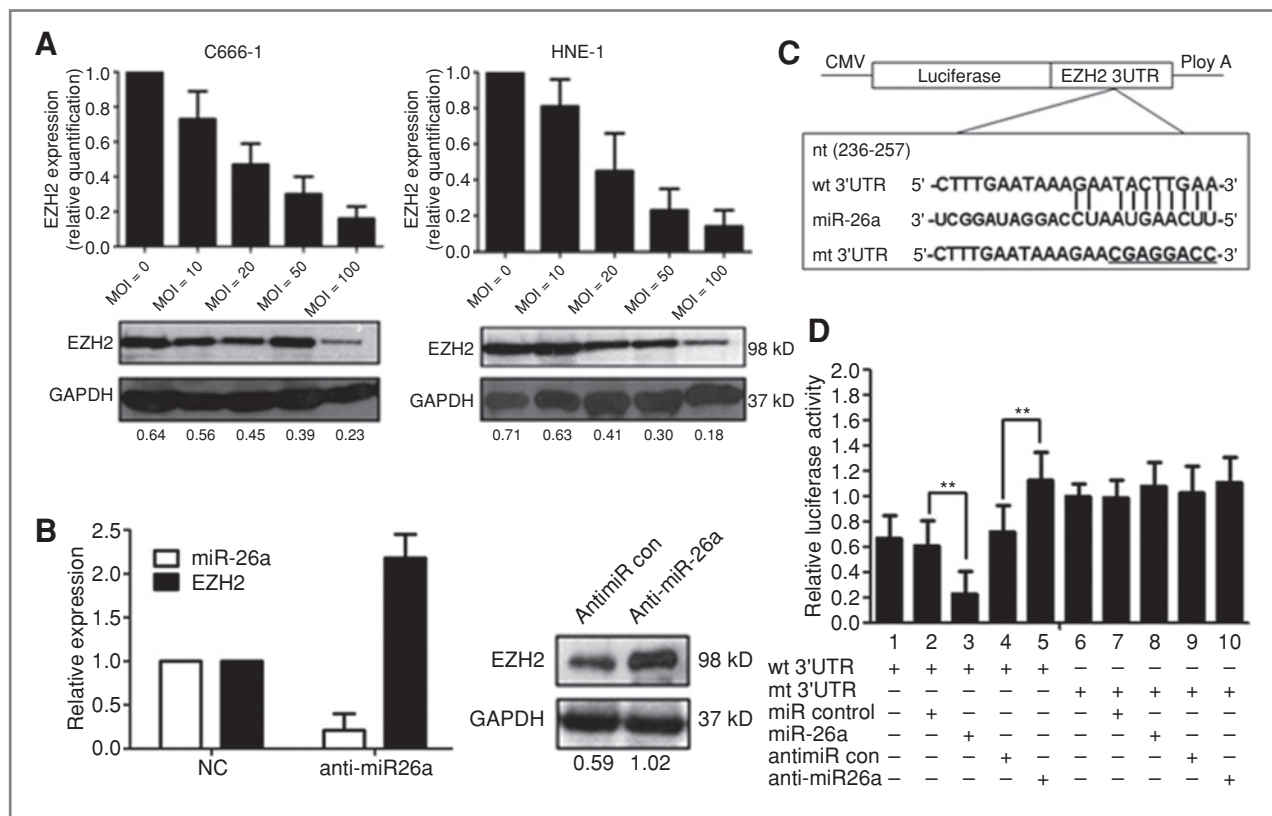 A
C666-1
EZH2 expression
(relative quantification)
1.0
0.8
0.6
0.4
0.2
0.0
MOI = 0
MOI = 10
MOI = 20
MOI = 50
MOI = 100
EZH2
GAPDH
0.64 0.56 0.45 0.39 0.23
HNE-1
EZH2 expression
(relative quantification)
1.0
0.8
0.6
0.4
0.2
0.0
MOI = 0
MOI = 10
MOI = 20
MOI = 50
MOI = 100
EZH2
98 kD
GAPDH
37 kD
0.71 0.63 0.41 0.30 0.18
B
Relative expression
2.5
2.0
1.5
1.0
0.5
0.0
miR-26a
EZH2
NC
anti-miR26a
AntimiR con
Anti-miR-26a
EZH2
98 kD
GAPDH
37 kD
0.59 1.02
C
CMV
Luciferase
EZH2 3UTR
Ploy A
nt (236-257)
wt 3'UTR 5' -CTTTGAATAAAGAATACTTGAA-3'
miR-26a 3' -UCGGAUAGGACCUAAUGAACUU-5'
mt 3'UTR 5'-CTTTGAATAAAGAACGAGGACC-3'
D
Relative luciferase activity
2.0
1.8
1.6
1.4
1.2
1.0
0.8
0.6
0.4
0.2
0.0
**
**
1 2 3 4 5 6 7 8 9 10
wt 3'UTR + + + + + – – – – –
mt 3'UTR – – – – – + + + + +
miR control – + – – – – + – – –
miR-26a – – + – – – – + – –
antimiR con – – – + – – – – + –
anti-miR26a – – – – + – – – – +